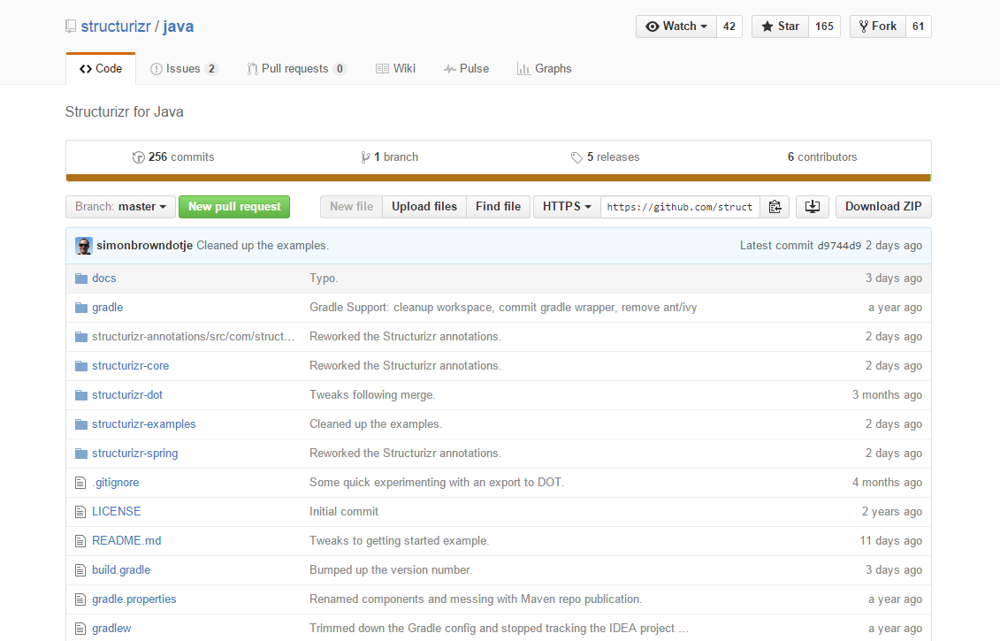 structurizr / java
Watch 42 Star 165 Fork 61
Code Issues 2 Pull requests 0 Wiki Pulse Graphs
Structurizr for Java
256 commits 1 branch 5 releases 6 contributors
Branch: master New pull request New file Upload files Find file HTTPS https://github.com/struct Download ZIP
simonbrowndotje Cleaned up the examples. Latest commit d9744d9 2 days ago
docs Typo. 3 days ago
gradle Gradle Support: cleanup workspace, commit gradle wrapper, remove ant/ivy a year ago
structurizr-annotations/src/com/struct… Reworked the Structurizr annotations. 2 days ago
structurizr-core Reworked the Structurizr annotations. 2 days ago
structurizr-dot Tweaks following merge. 3 months ago
structurizr-examples Cleaned up the examples. 2 days ago
structurizr-spring Reworked the Structurizr annotations. 2 days ago
.gitignore Some quick experimenting with an export to DOT. 4 months ago
LICENSE Initial commit 2 years ago
README.md Tweaks to getting started example. 11 days ago
build.gradle Bumped up the version number. 3 days ago
gradle.properties Renamed components and messing with Maven repo publication. a year ago
gradlew Trimmed down the Gradle config and stopped tracking the IDEA project … a year ago